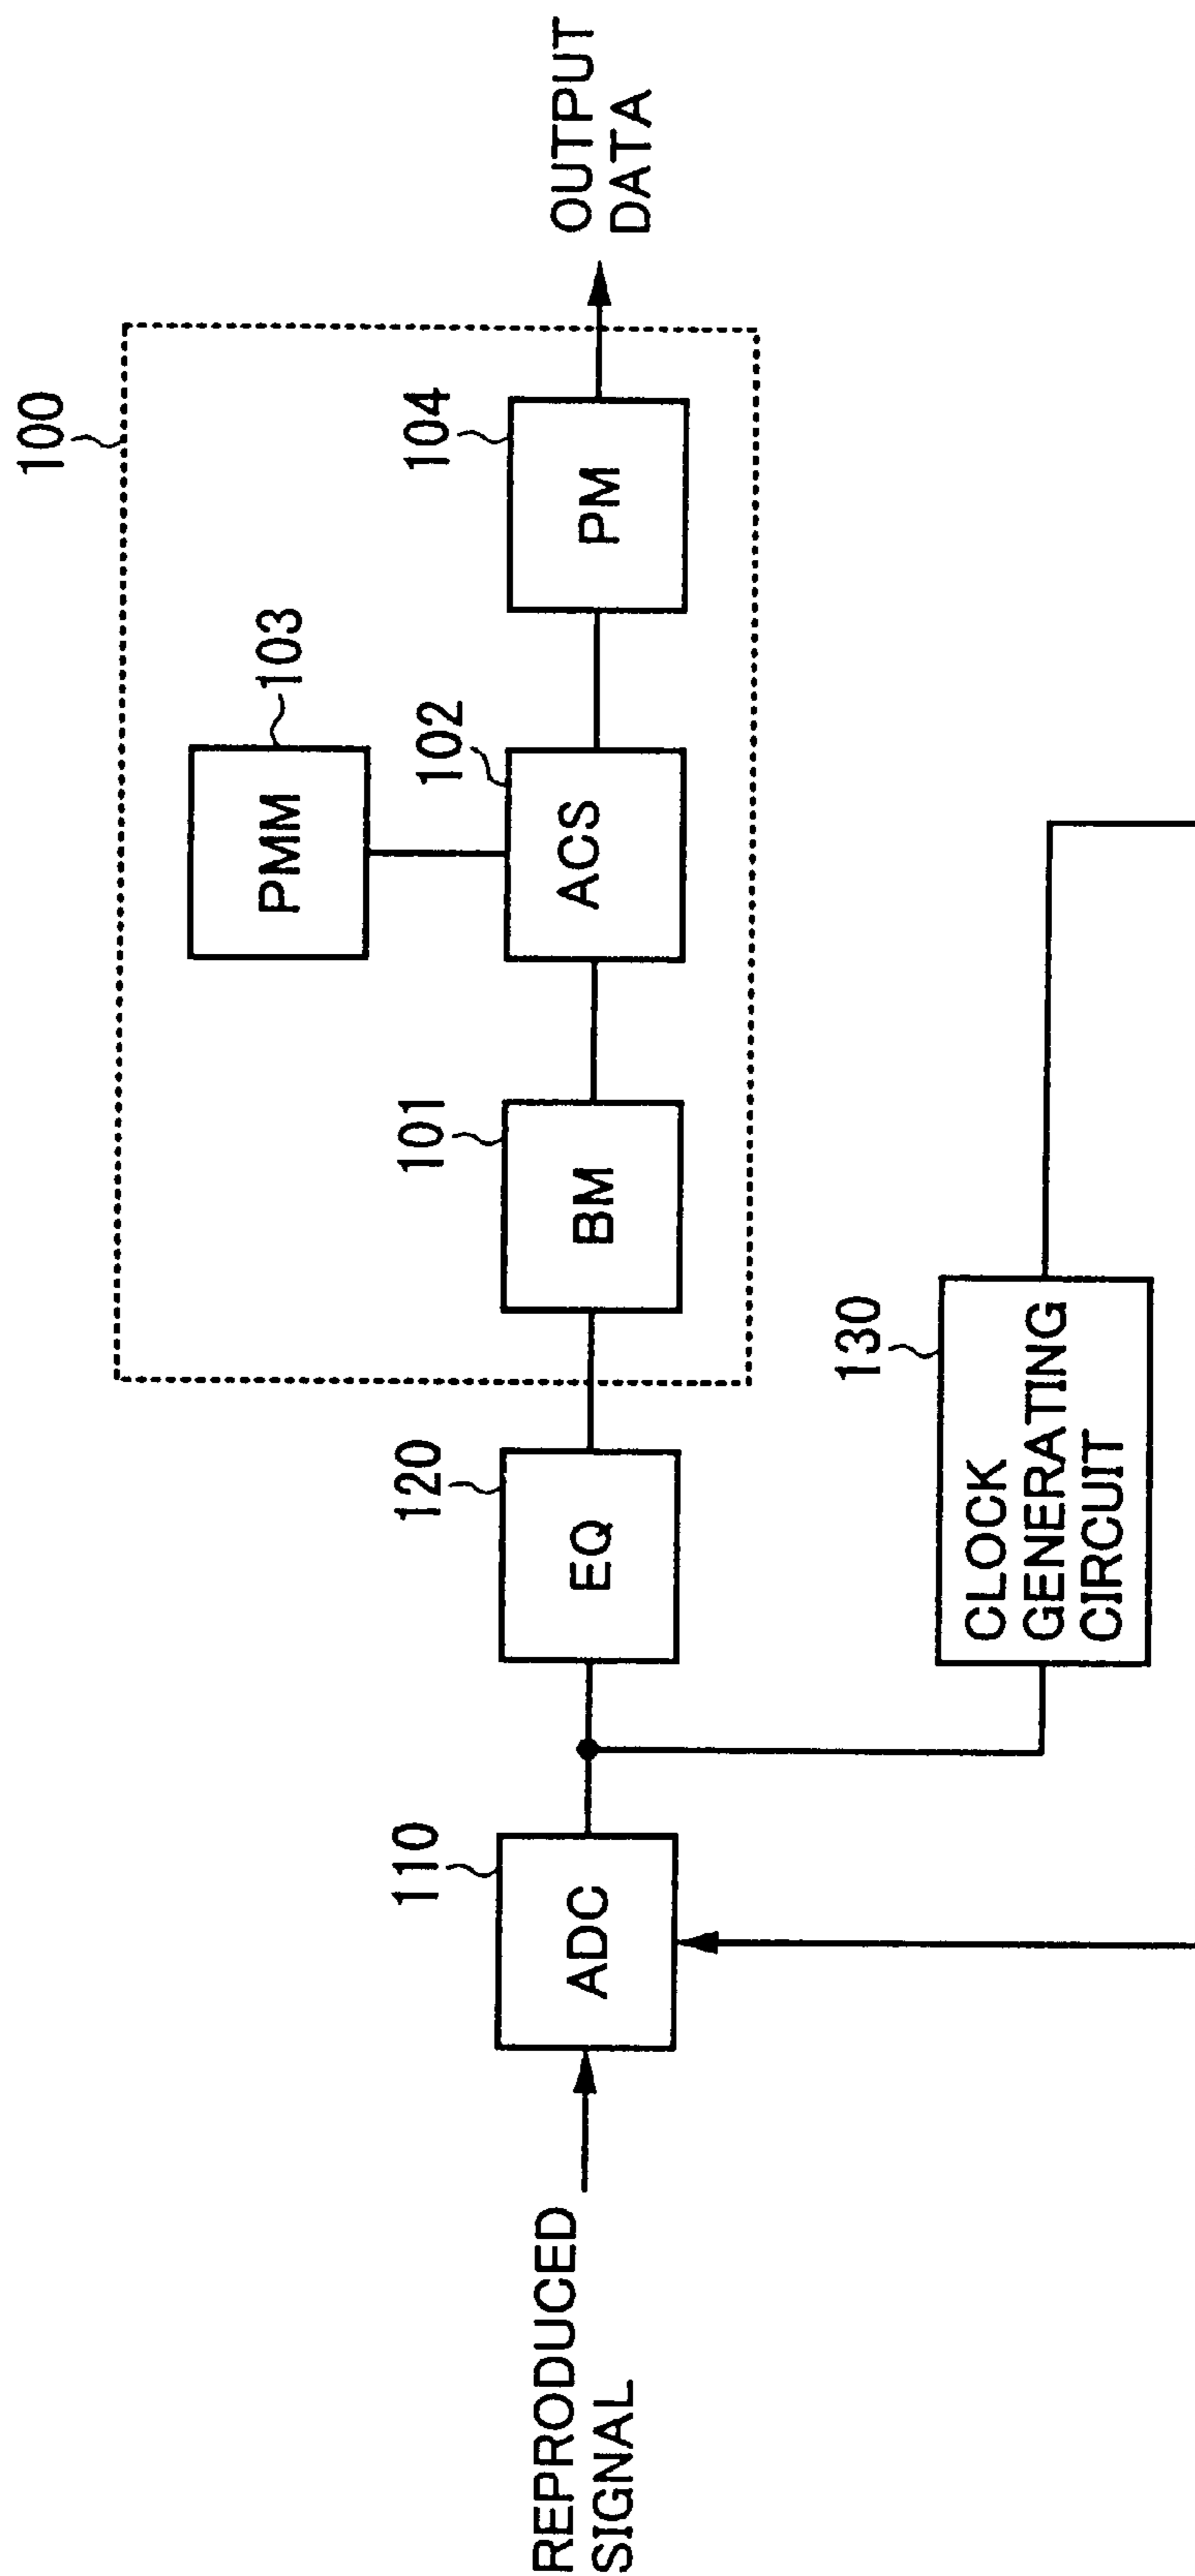 100
103
PMM
101
102
104
BM
ACS
PM
OUTPUT
DATA
110
120
ADC
EQ
REPRODUCED
SIGNAL
130
CLOCK
GENERATING
CIRCUIT